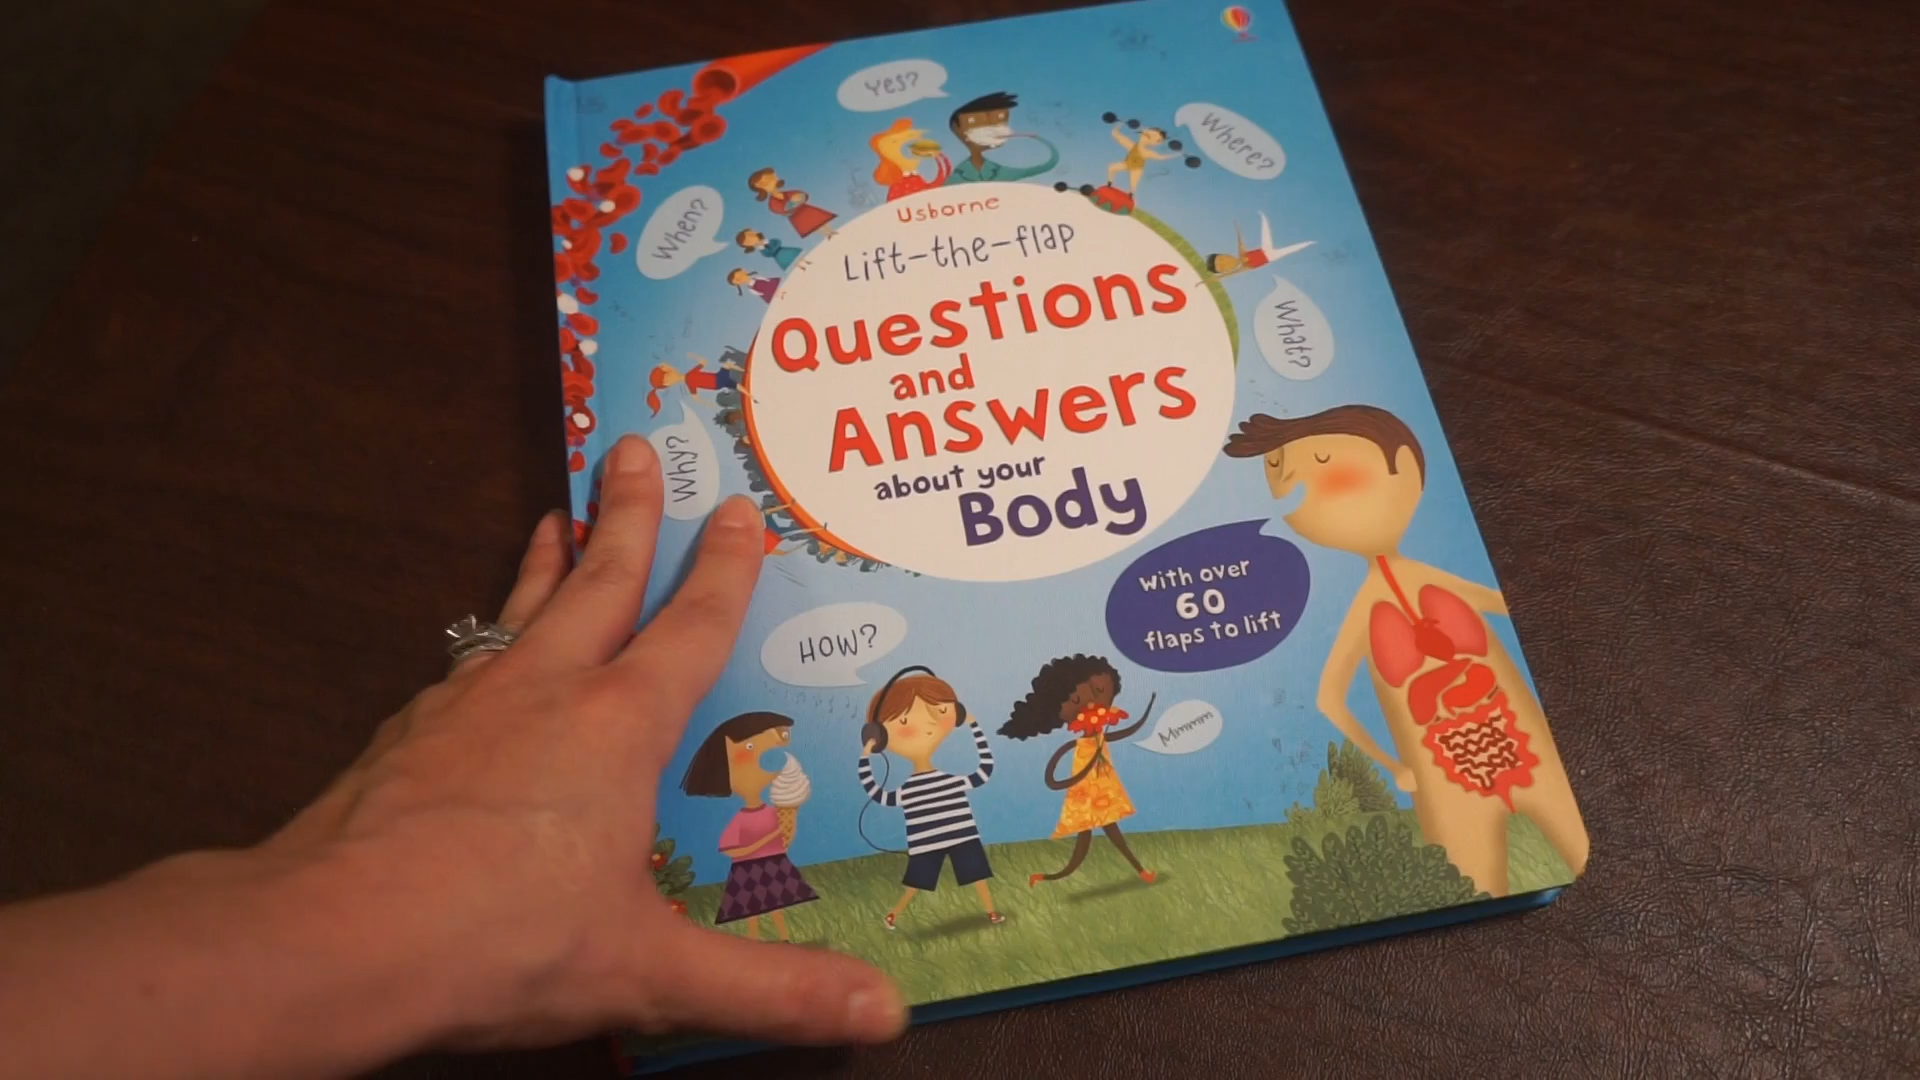 Yes?
Where?
When?
Usborne
Lift-the-flap
Questions
and
Answers
about your
Body
What?
Why?
with over
60
flaps to lift
HOW?
Mmmm